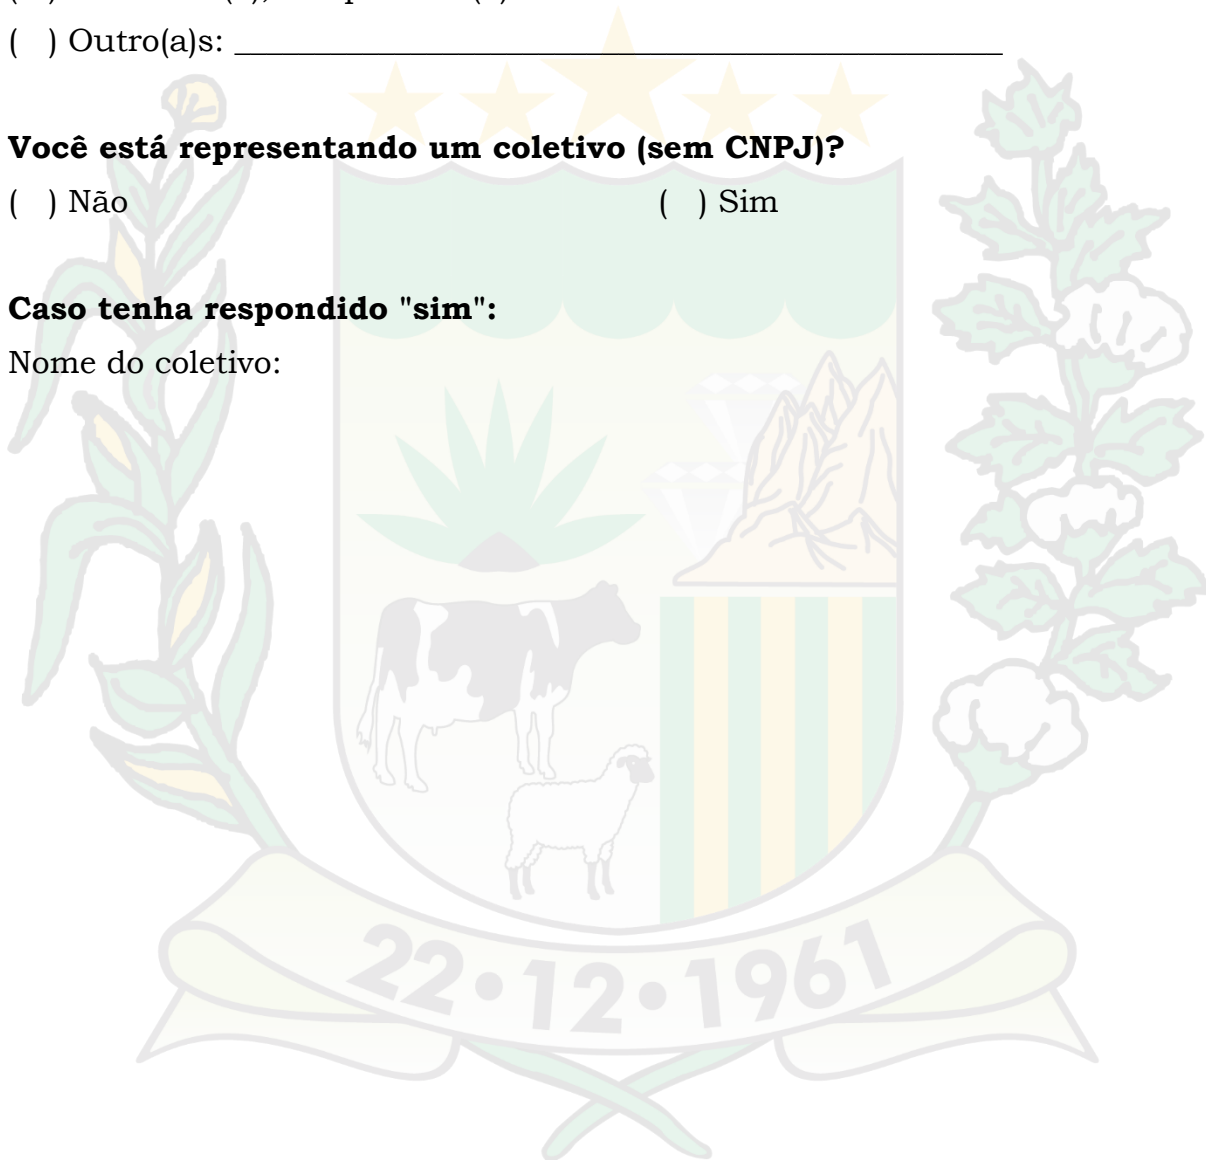 ( ) Outro(a)s: ________________________________________________
Você está representando um coletivo (sem CNPJ)?
( ) Não ( ) Sim
Caso tenha respondido "sim":
Nome do coletivo:
22•12•1961